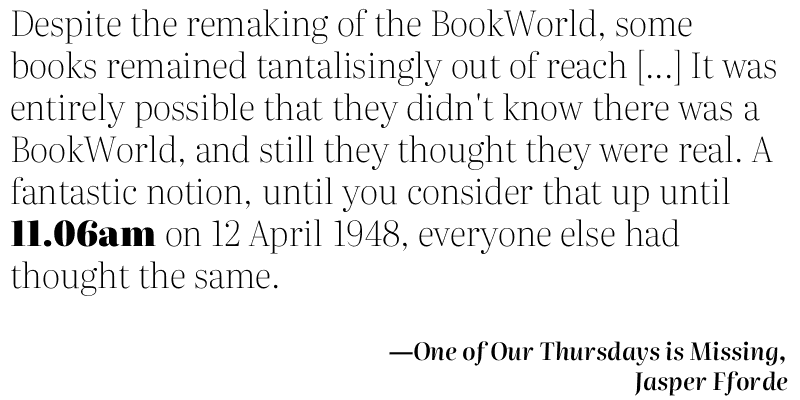 Despite the remaking of the BookWorld, some
books remained tantalisingly out of reach [...] It was
entirely possible that they didn't know there was a
BookWorld, and still they thought they were real. A
fantastic notion, until you consider that up until
11.06am on 12 April 1948, everyone else had
thought the same.
—One of Our Thursdays is Missing,
Jasper Fforde